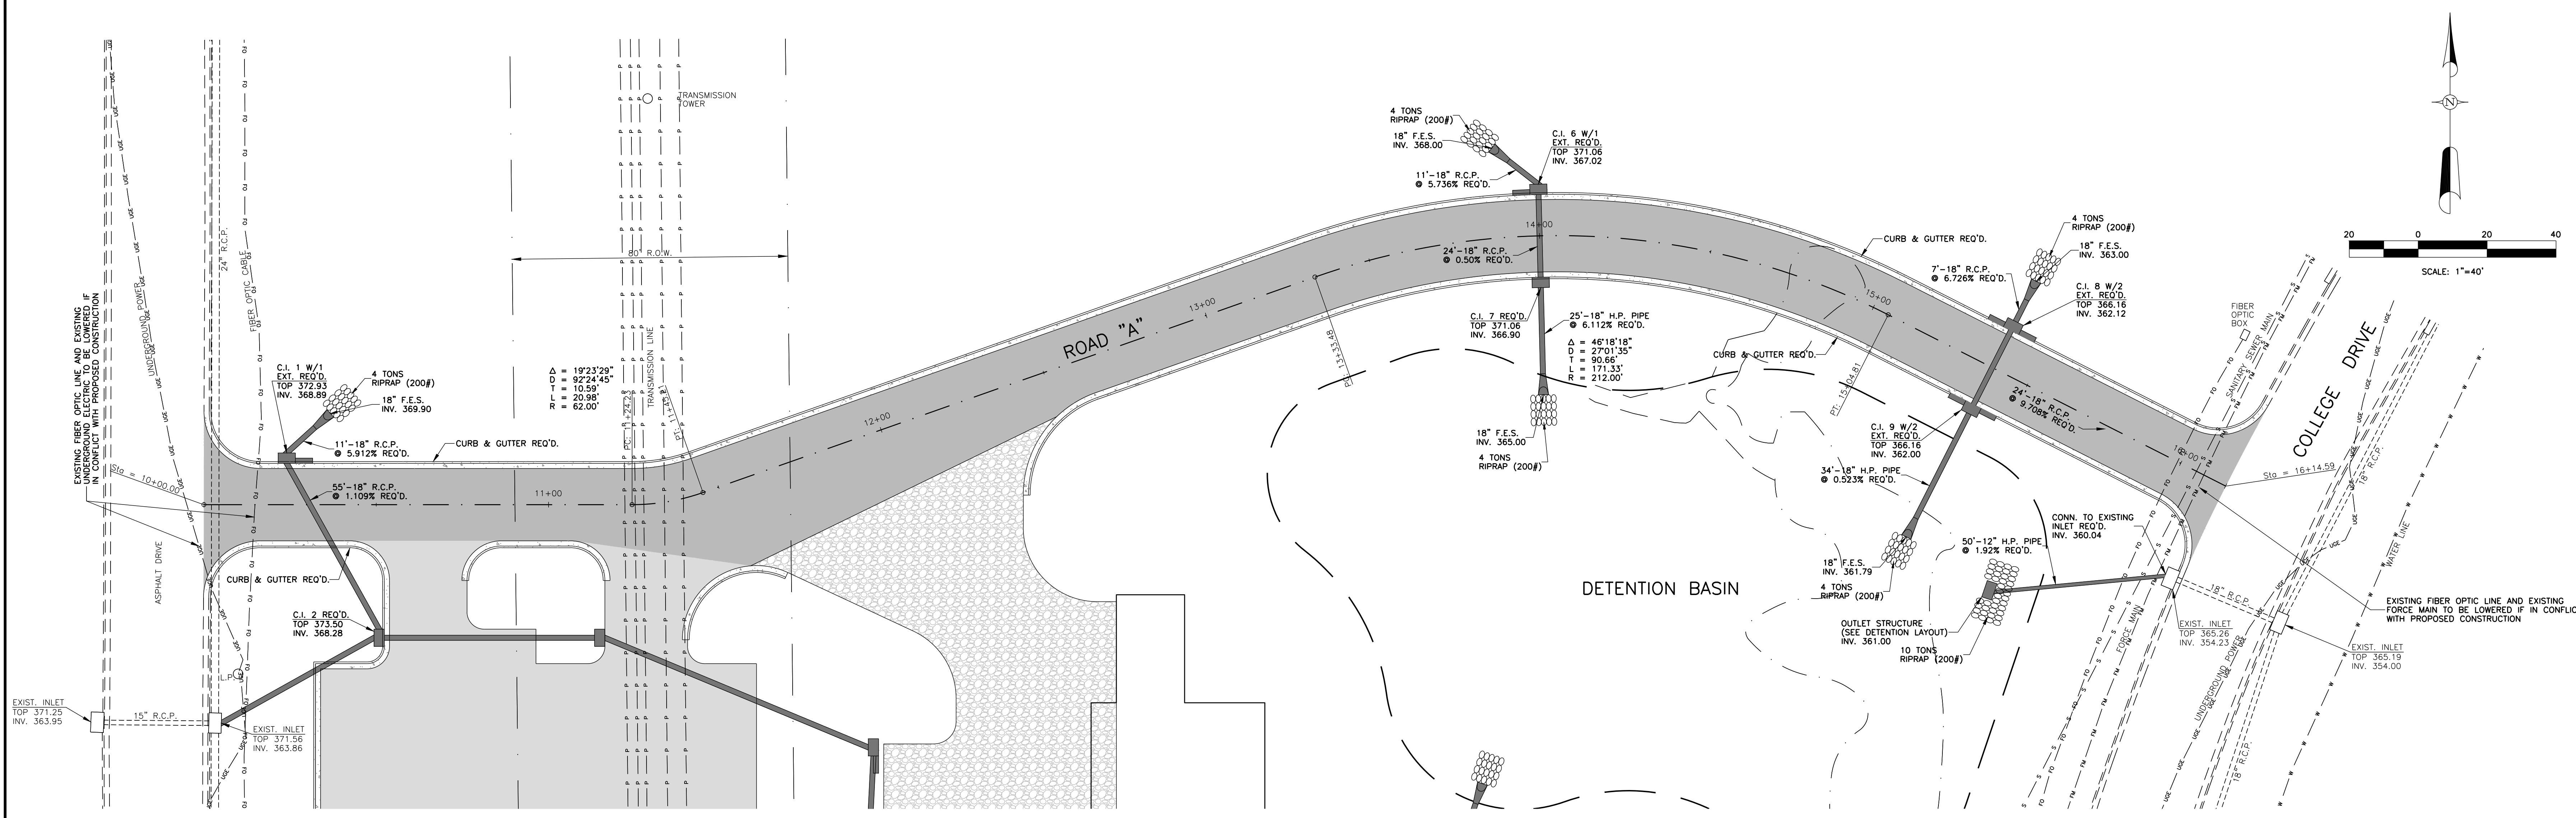 EXISTING FIBER OPTIC LINE AND EXISTING
UNDERGROUND ELECTRIC TO BE LOWERED IF
IN CONFLICT WITH PROPOSED CONSTRUCTION
UNDERGROUND POWER
24" R.C.P.
FIBER OPTIC CABLE
ASPHALT DRIVE
Sta = 10+00.00
C.I. 1 W/1
EXT. REQ'D.
TOP 372.93
INV. 368.89
4 TONS
RIPRAP (200#)
18" F.E.S.
INV. 369.90
11'-18" R.C.P.
@ 5.912% REQ'D.
CURB & GUTTER REQ'D.
55'-18" R.C.P.
@ 1.109% REQ'D.
11+00
CURB & GUTTER REQ'D.
C.I. 2 REQ'D.
TOP 373.50
INV. 368.28
L.P.
EXIST. INLET
TOP 371.25
INV. 363.95
15" R.C.P.
EXIST. INLET
TOP 371.56
INV. 363.86
Δ = 19°23'29"
D = 92°24'45"
T = 10.59'
L = 20.98'
R = 62.00'
TRANSMISSION
TOWER
80' R.O.W.
TRANSMISSION LINE
12+00
ROAD "A"
13+00
4 TONS
RIPRAP (200#)
18" F.E.S.
INV. 368.00
11'-18" R.C.P.
@ 5.736% REQ'D.
C.I. 6 W/1
EXT. REQ'D.
TOP 371.06
INV. 367.02
14+00
24'-18" R.C.P.
@ 0.50% REQ'D.
C.I. 7 REQ'D.
TOP 371.06
INV. 366.90
25'-18" H.P. PIPE
@ 6.112% REQ'D.
Δ = 46°18'18"
D = 27°01'35"
T = 90.66'
L = 171.33'
R = 212.00'
18" F.E.S.
INV. 365.00
4 TONS
RIPRAP (200#)
DETENTION BASIN
CURB & GUTTER REQ'D.
CURB & GUTTER REQ'D.
15+00
PT: 15+04.81
7'-18" R.C.P.
@ 6.726% REQ'D.
4 TONS
RIPRAP (200#)
18" F.E.S.
INV. 363.00
C.I. 8 W/2
EXT. REQ'D.
TOP 366.16
INV. 362.12
24'-18" R.C.P.
@ 9.708% REQ'D.
C.I. 9 W/2
EXT. REQ'D.
TOP 366.16
INV. 362.00
34'-18" H.P. PIPE
@ 0.523% REQ'D.
18" F.E.S.
INV. 361.79
4 TONS
RIPRAP (200#)
50'-12" H.P. PIPE
@ 1.92% REQ'D.
CONN. TO EXISTING
INLET REQ'D.
INV. 360.04
OUTLET STRUCTURE
(SEE DETENTION LAYOUT)
INV. 361.00
10 TONS
RIPRAP (200#)
16+00
Sta = 16+14.59
FIBER
OPTIC
BOX
SANITARY SEWER MAIN
COLLEGE DRIVE
18" R.C.P.
18" R.C.P.
18" R.C.P.
FORCE MAIN
UNDERGROUND POWER
WATER LINE
EXIST. INLET
TOP 365.26
INV. 354.23
EXIST. INLET
TOP 365.19
INV. 354.00
EXISTING FIBER OPTIC LINE AND EXISTING
FORCE MAIN TO BE LOWERED IF IN
WITH PROPOSED CONSTRUCTION
N
20 0 20 40
SCALE: 1"=40'